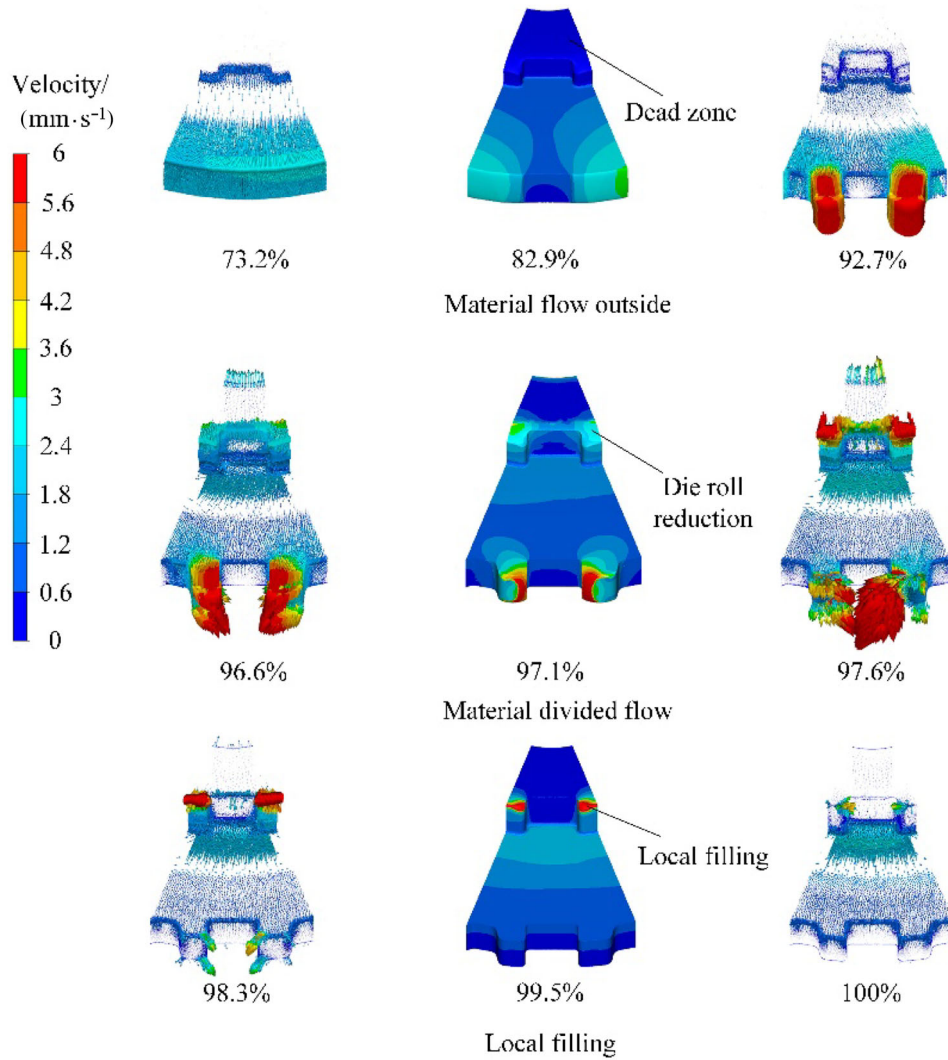 Velocity/
(mm·s⁻¹)
6
5.6
4.8
4.2
3.6
3
2.4
1.8
1.2
0.6
0
Dead zone
73.2%
82.9%
92.7%
Material flow outside
Die roll
reduction
96.6%
97.1%
97.6%
Material divided flow
Local filling
98.3%
99.5%
100%
Local filling